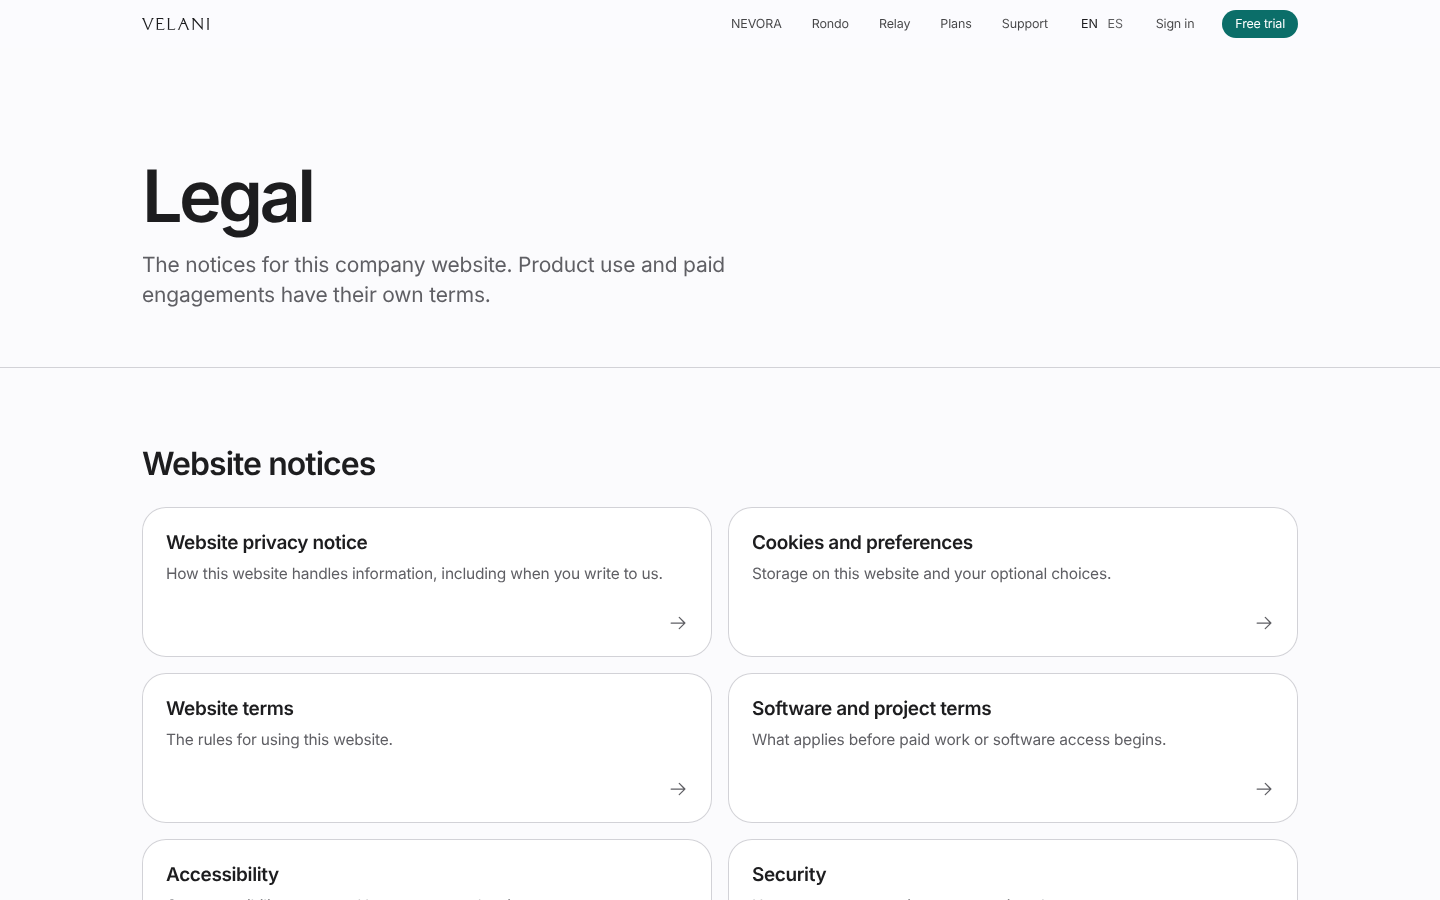 VELANI
NEVORA
Rondo
Relay
Plans
Support
EN
ES
Sign in
Free trial
Legal
The notices for this company website. Product use and paid
engagements have their own terms.
Website notices
Website privacy notice
How this website handles information, including when you write to us.
Cookies and preferences
Storage on this website and your optional choices.
Website terms
The rules for using this website.
Software and project terms
What applies before paid work or software access begins.
Accessibility
Security